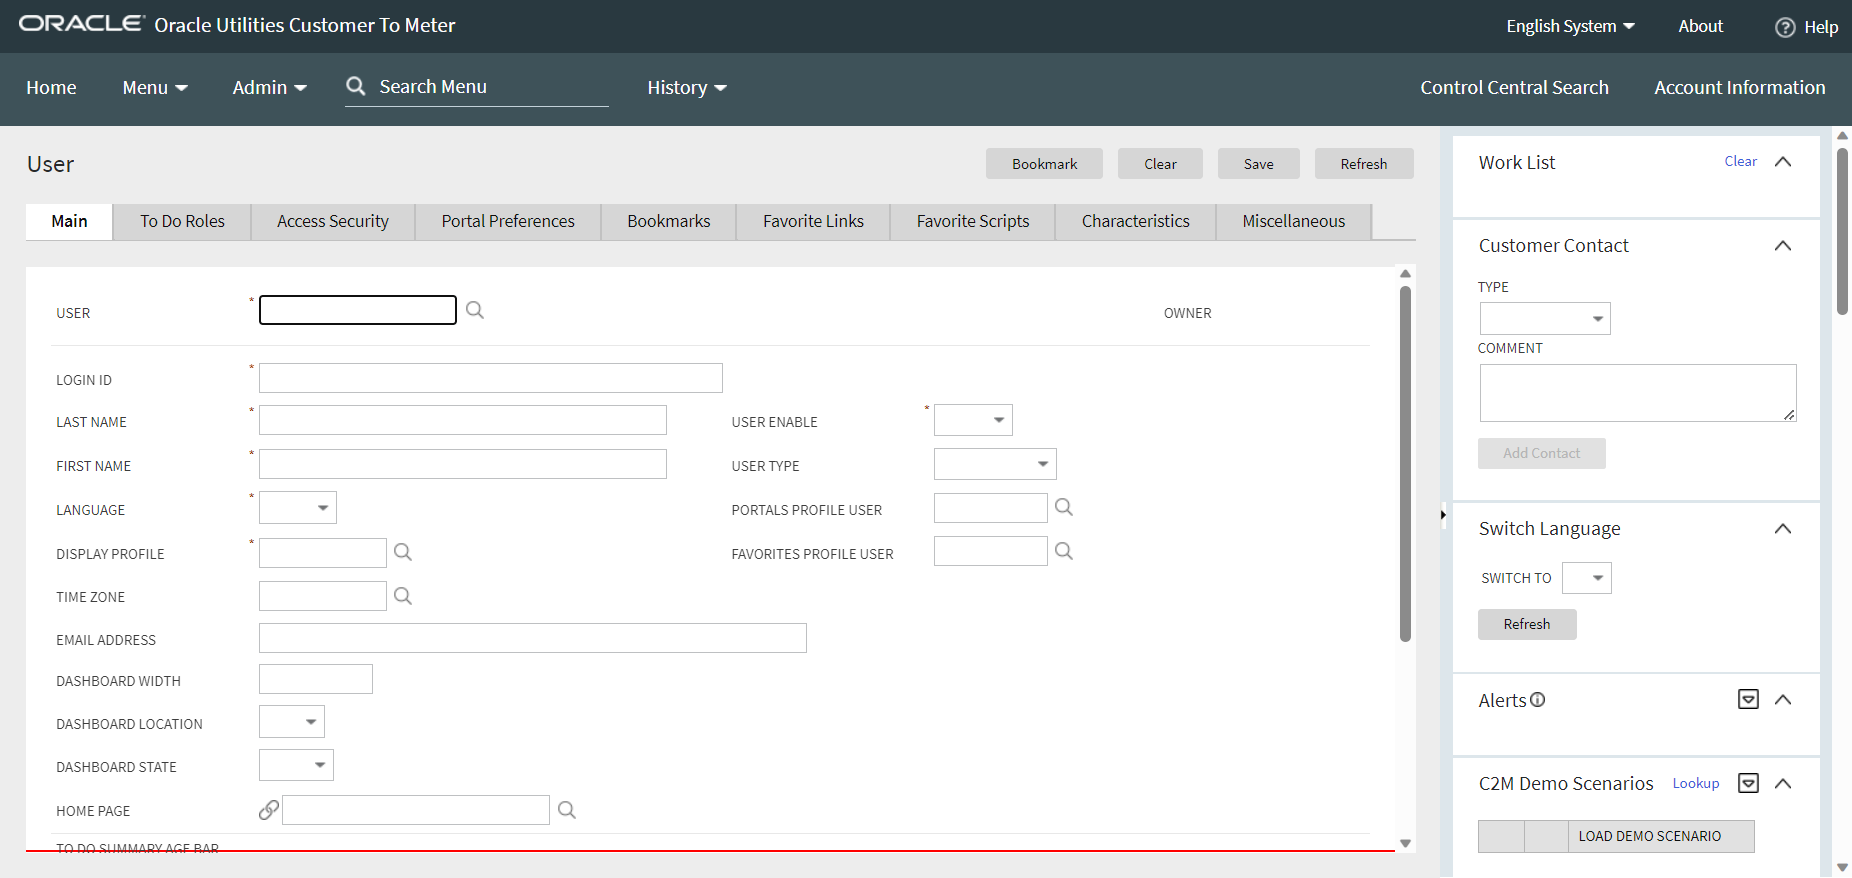 ORACLE Oracle Utilities Customer To Meter
English System About ? Help
Home Menu Admin Search Menu History Control Central Search Account Information
User
Bookmark Clear Save Refresh
Main To Do Roles Access Security Portal Preferences Bookmarks Favorite Links Favorite Scripts Characteristics Miscellaneous
USER * OWNER
LOGIN ID *
LAST NAME * USER ENABLE *
FIRST NAME * USER TYPE
LANGUAGE * PORTALS PROFILE USER
DISPLAY PROFILE * FAVORITES PROFILE USER
TIME ZONE
EMAIL ADDRESS
DASHBOARD WIDTH
DASHBOARD LOCATION
DASHBOARD STATE
HOME PAGE
TO DO SUMMARY AGE BAR
Work List Clear
Customer Contact
TYPE
COMMENT
Add Contact
Switch Language
SWITCH TO
Refresh
Alerts
C2M Demo Scenarios Lookup
LOAD DEMO SCENARIO